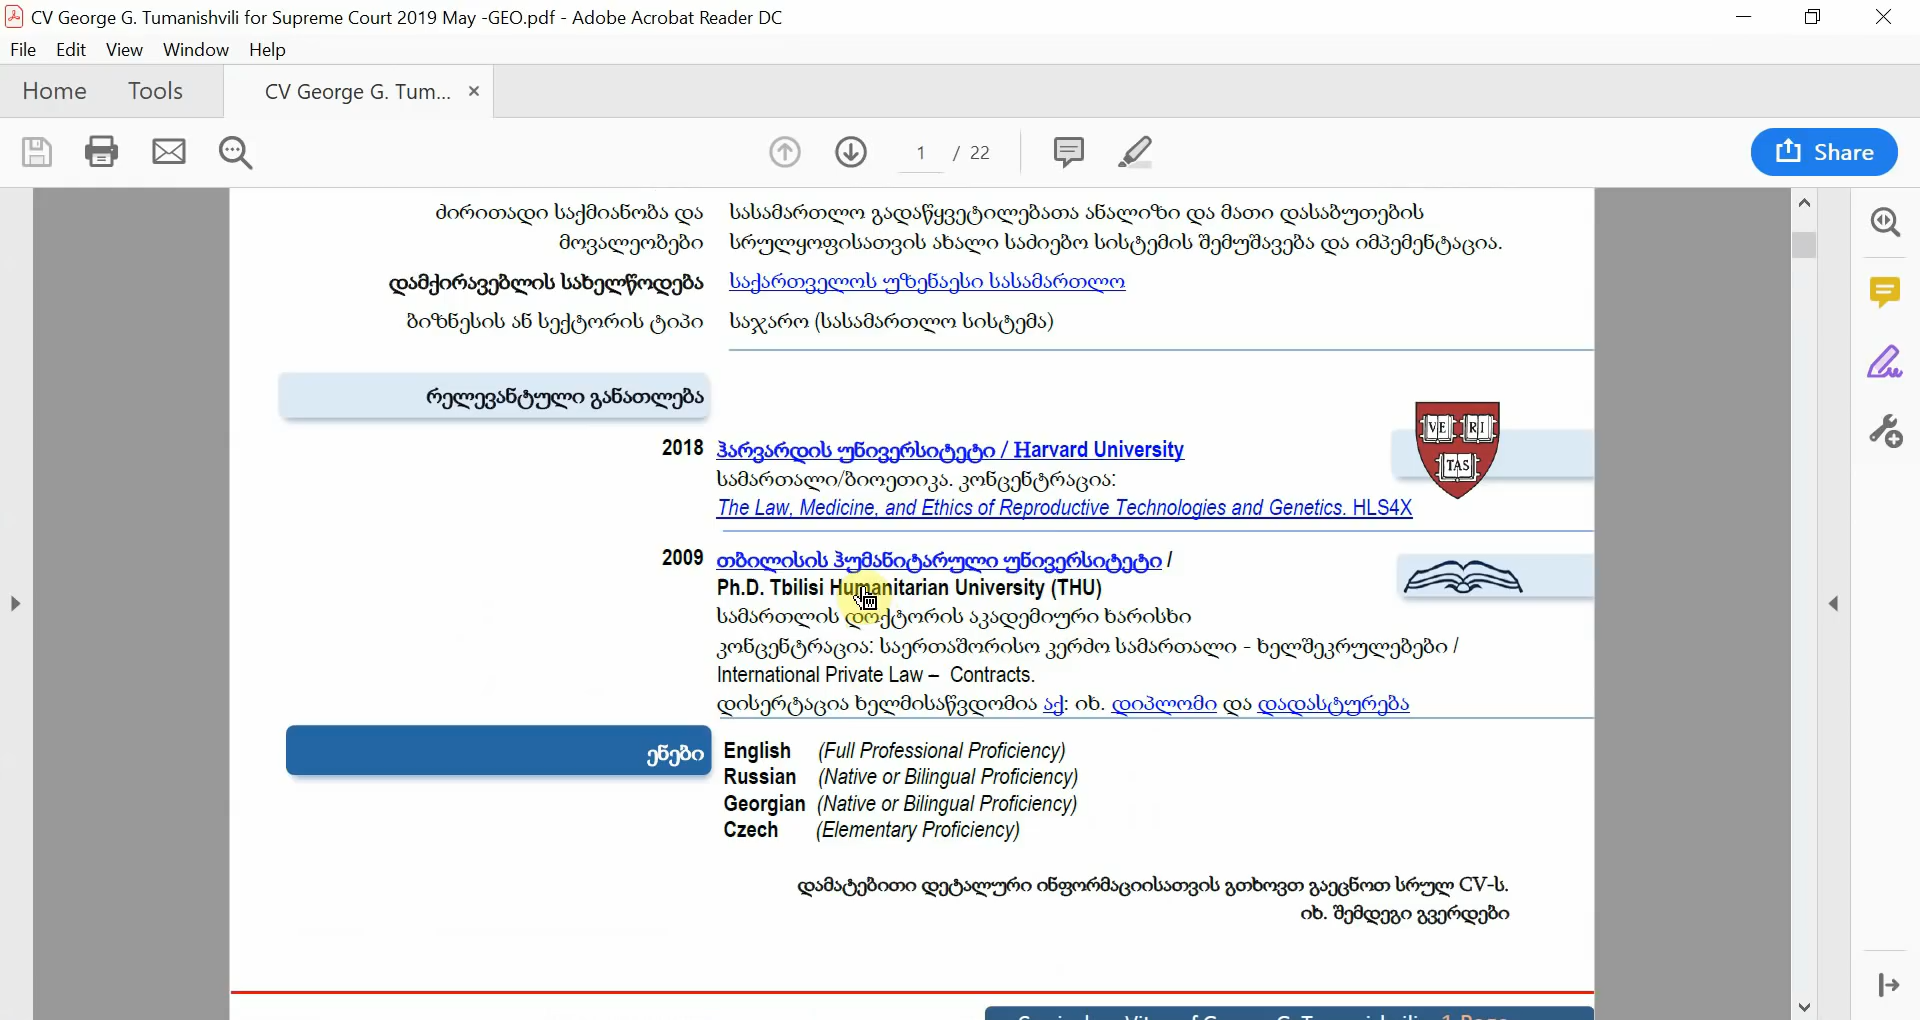 CV George G. Tumanishvili for Supreme Court 2019 May -GEO.pdf - Adobe Acrobat Reader DC
File Edit View Window Help
Home Tools CV George G. Tum... ×
1 / 22
Share
ძირითადი საქმიანობა და მოვალეობები
სასამართლო გადაწყვეტილებათა ანალიზი და მათი დასაბუთების
სრულყოფისათვის ახალი საძიებო სისტემის შემუშავება და იმპემენტაცია.
დამქირავებლის სახელწოდება საქართველოს უზენაესი სასამართლო
ბიზნესის ან სექტორის ტიპი საჯარო (სასამართლო სისტემა)
რელევანტული განათლება
VE RI
TAS
2018 ჰარვარდის უნივერსიტეტი / Harvard University
სამართალი/ბიოეთიკა. კონცენტრაცია:
The Law, Medicine, and Ethics of Reproductive Technologies and Genetics. HLS4X
2009 თბილისის ჰუმანიტარული უნივერსიტეტი /
Ph.D. Tbilisi Humanitarian University (THU)
სამართლის დოქტორის აკადემიური ხარისხი
კონცენტრაცია: საერთაშორისო კერძო სამართალი - ხელშეკრულებები /
International Private Law – Contracts.
დისერტაცია ხელმისაწვდომია აქ: იხ. დიპლომი და დადასტურება
ენები
English (Full Professional Proficiency)
Russian (Native or Bilingual Proficiency)
Georgian (Native or Bilingual Proficiency)
Czech (Elementary Proficiency)
დამატებითი დეტალური ინფორმაციისათვის გთხოვთ გაეცნოთ სრულ CV-ს.
იხ. შემდეგი გვერდები